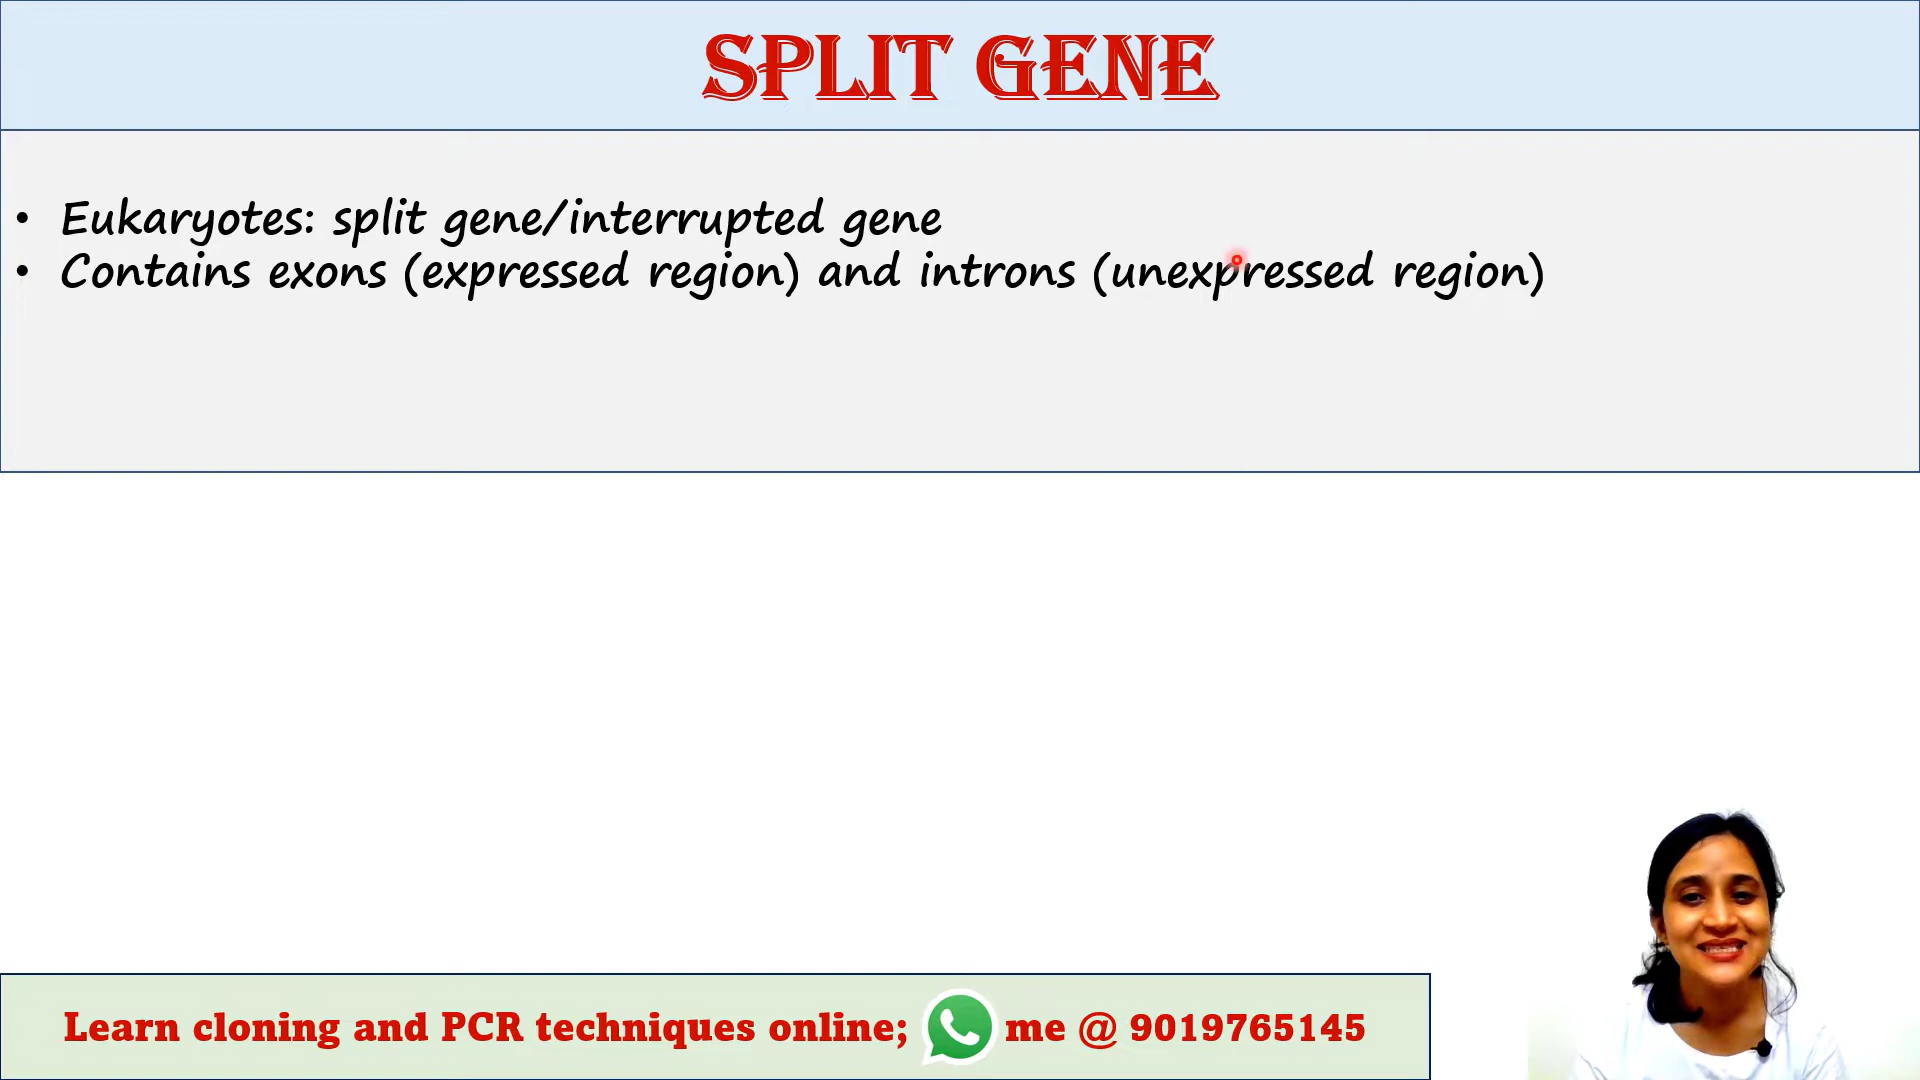 SPLIT GENE
• Eukaryotes: split gene/interrupted gene
• Contains exons (expressed region) and introns (unexpressed region)
Learn cloning and PCR techniques online; me @ 9019765145